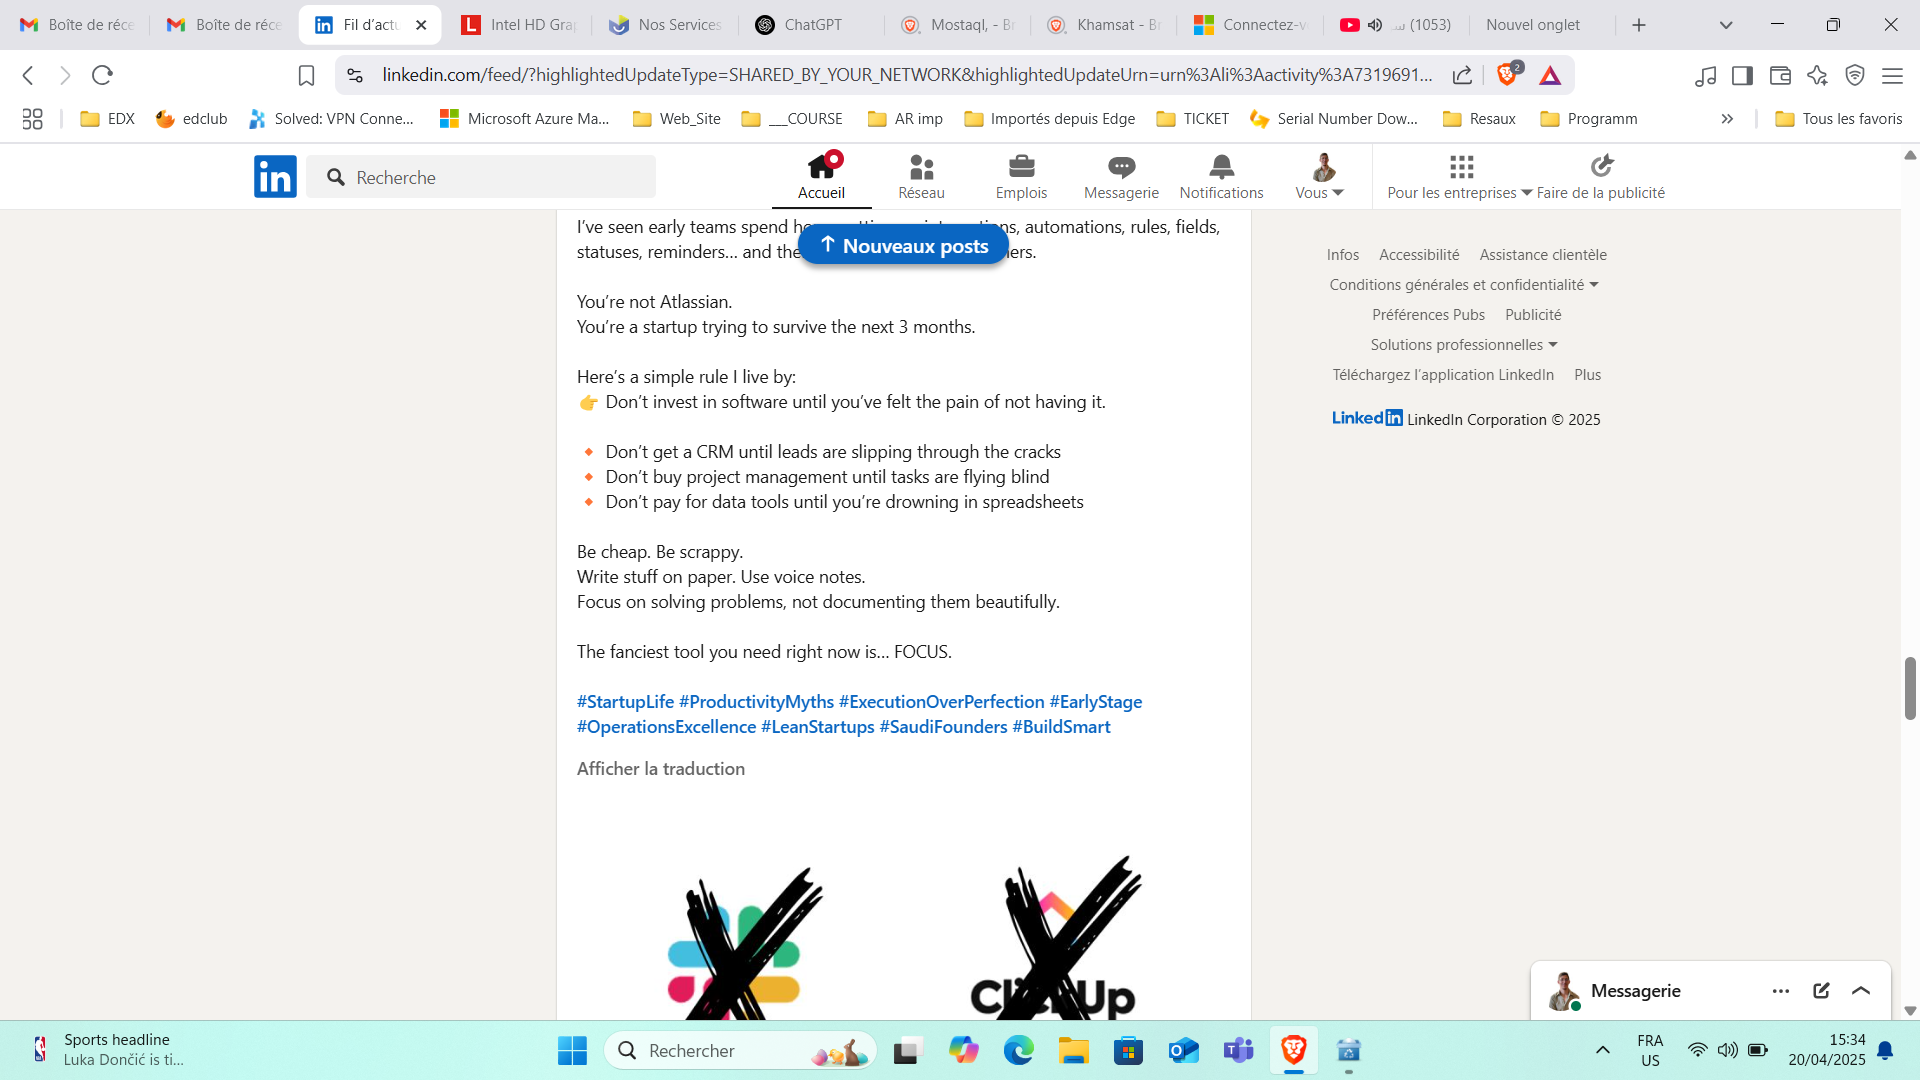 Boîte de réce
Boîte de réce
Fil d'actu
Intel HD Grap
Nos Services
ChatGPT
Mostaql, - Br
Khamsat - Br
Connectez-v
(1053)
Nouvel onglet
linkedin.com/feed/?highlightedUpdateType=SHARED_BY_YOUR_NETWORK&highlightedUpdateUrn=urn%3Ali%3Aactivity%3A7319691...
2
EDX
edclub
Solved: VPN Conne...
Microsoft Azure Ma...
Web_Site
___COURSE
AR imp
Importés depuis Edge
TICKET
Serial Number Dow...
Resaux
Programm
Tous les favoris
in
Recherche
Accueil
Réseau
Emplois
Messagerie
Notifications
Vous
Pour les entreprises
Faire de la publicité
I've seen early teams spend automations, rules, fields,
statuses, reminders... and
Nouveaux posts
You're not Atlassian.
You're a startup trying to survive the next 3 months.
Here's a simple rule I live by:
👉 Don't invest in software until you've felt the pain of not having it.
🔸 Don't get a CRM until leads are slipping through the cracks
🔸 Don't buy project management until tasks are flying blind
🔸 Don't pay for data tools until you're drowning in spreadsheets
Be cheap. Be scrappy.
Write stuff on paper. Use voice notes.
Focus on solving problems, not documenting them beautifully.
The fanciest tool you need right now is... FOCUS.
#StartupLife #ProductivityMyths #ExecutionOverPerfection #EarlyStage
#OperationsExcellence #LeanStartups #SaudiFounders #BuildSmart
Afficher la traduction
ClickUp
Infos Accessibilité Assistance clientèle
Conditions générales et confidentialité
Préférences Pubs Publicité
Solutions professionnelles
Téléchargez l'application LinkedIn Plus
LinkedIn LinkedIn Corporation © 2025
Messagerie
Sports headline
Luka Dončić is ti...
Rechercher
FRA
US
15:34
20/04/2025